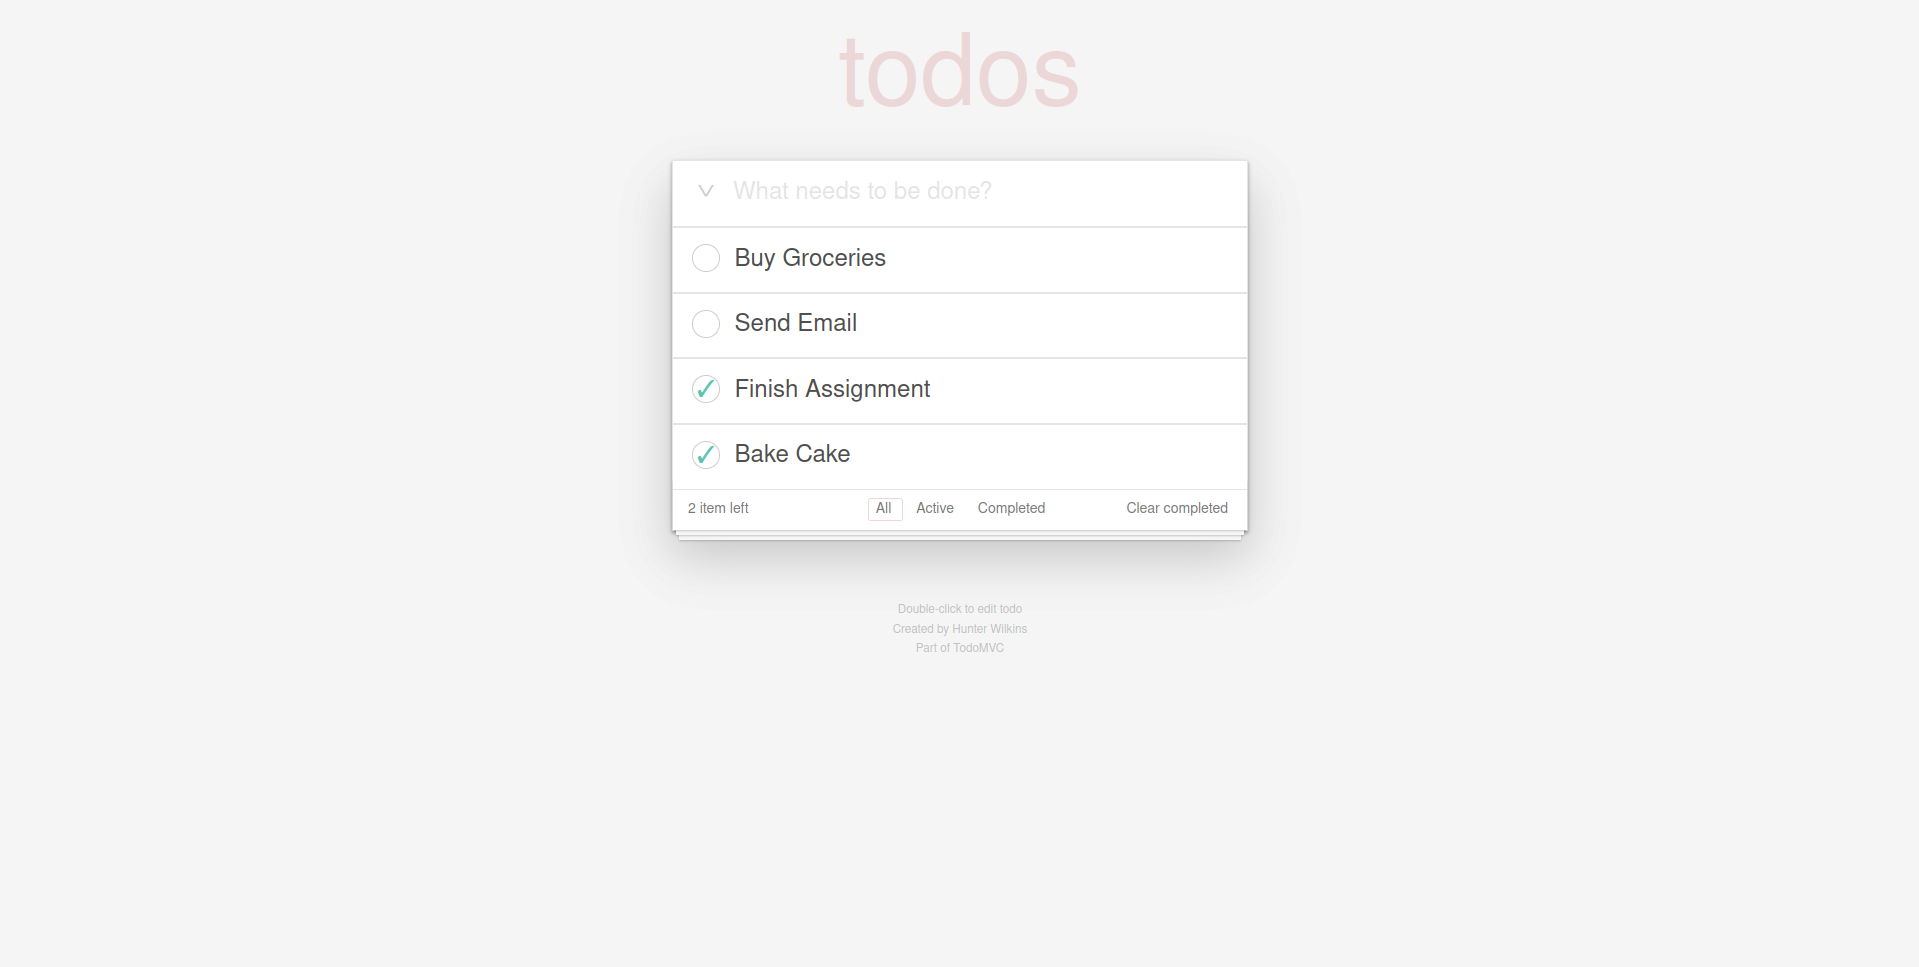 todos
What needs to be done?
Buy Groceries
Send Email
Finish Assignment
Bake Cake
2 item left All Active Completed Clear completed
Double-click to edit todo
Created by Hunter Wilkins
Part of TodoMVC